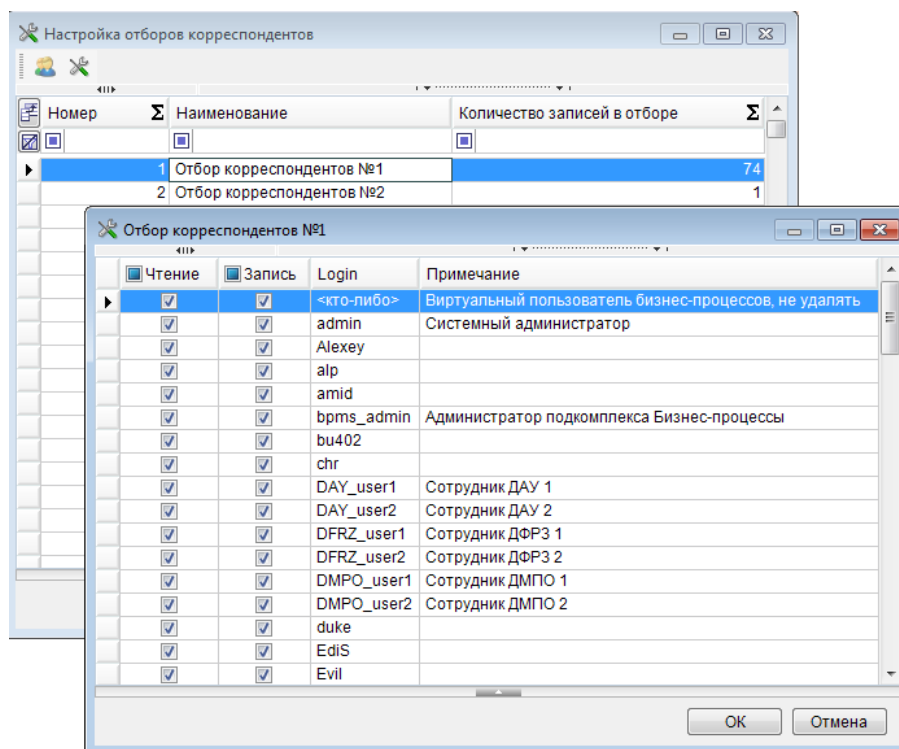 Настройка отборов корреспондентов
Номер Σ Наименование Количество записей в отборе Σ
1 Отбор корреспондентов №1 74
2 Отбор корреспондентов №2 1
Отбор корреспондентов №1
Чтение Запись Login Примечание
<кто-либо> Виртуальный пользователь бизнес-процессов, не удалять
admin Системный администратор
Alexey
alp
amid
bpms_admin Администратор подкомплекса Бизнес-процессы
bu402
chr
DAY_user1 Сотрудник ДАУ 1
DAY_user2 Сотрудник ДАУ 2
DFRZ_user1 Сотрудник ДФРЗ 1
DFRZ_user2 Сотрудник ДФРЗ 2
DMPO_user1 Сотрудник ДМПО 1
DMPO_user2 Сотрудник ДМПО 2
duke
EdiS
Evil
ОК Отмена